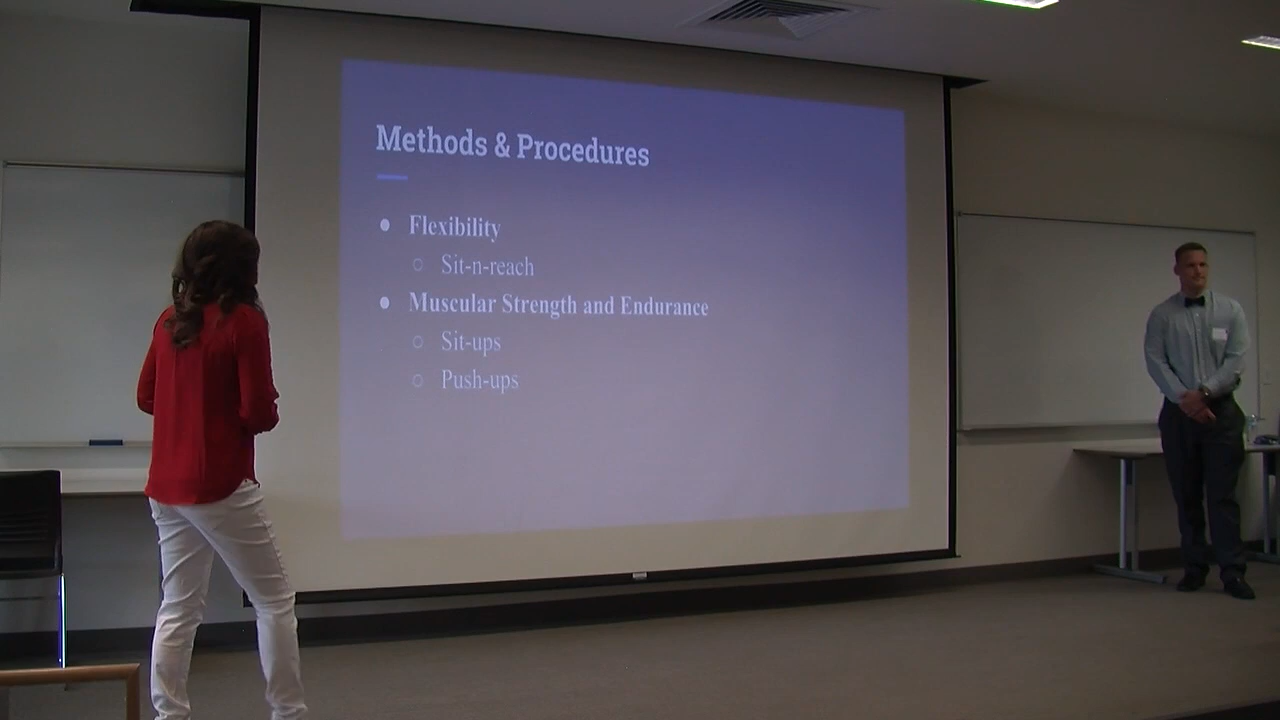 Methods & Procedures
Flexibility
Sit-n-reach
Muscular Strength and Endurance
Sit-ups
Push-ups